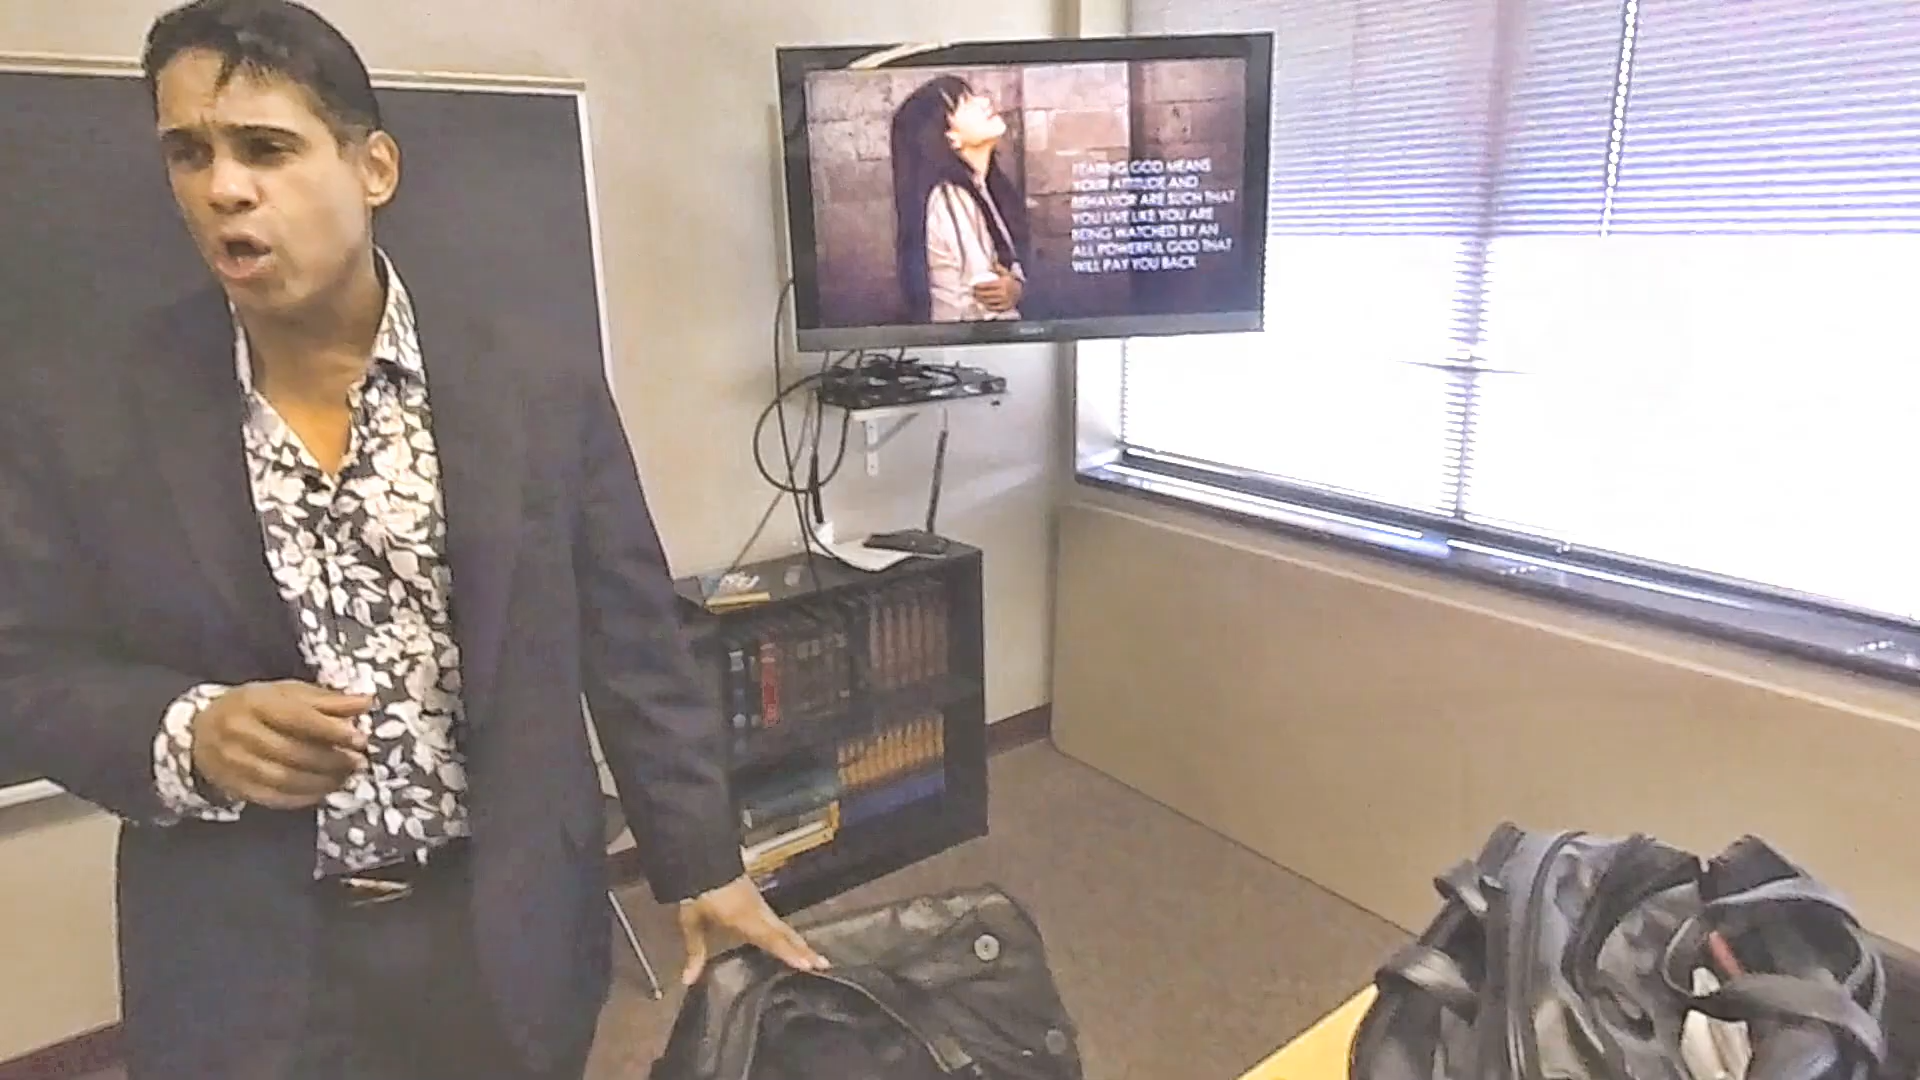 FEARING GOD MEANS
YOUR ATTITUDE AND
BEHAVIOR ARE SUCH THAT
YOU LIVE LIKE YOU ARE
BEING WATCHED BY AN
ALL POWERFUL GOD THAT
WILL PAY YOU BACK